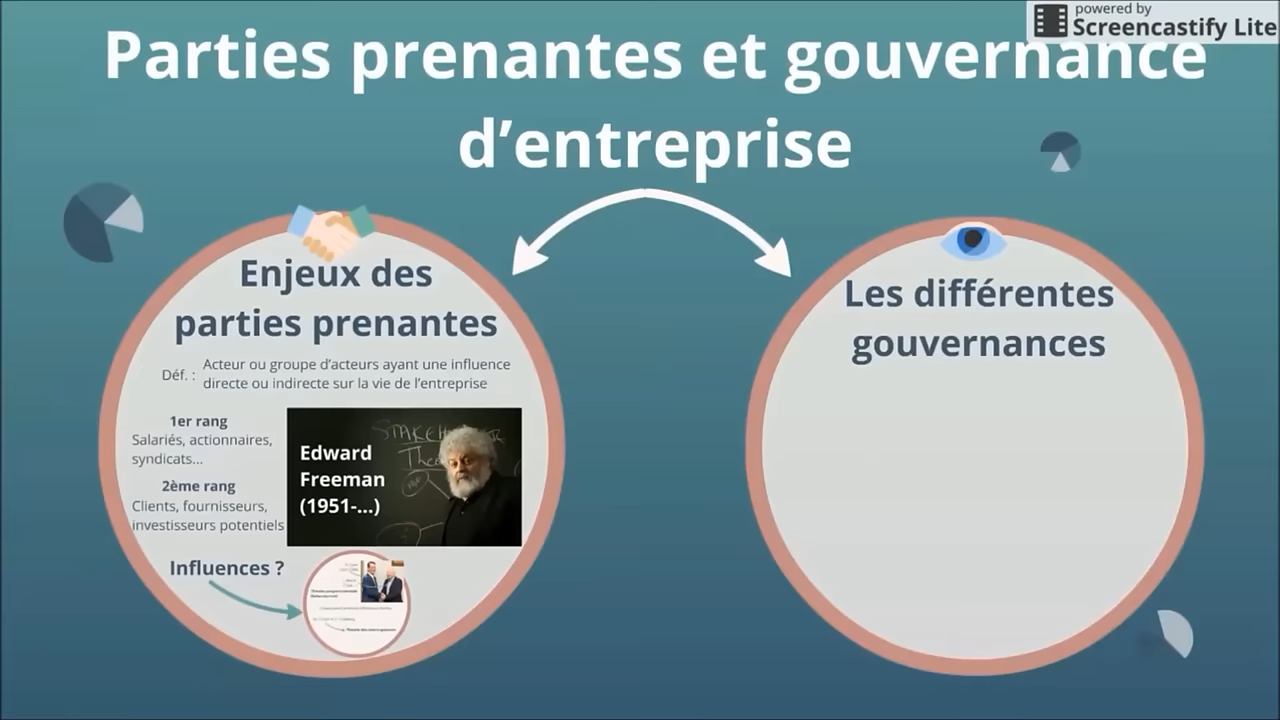 powered by
Screencastify Lite
Parties prenantes et gouvernance
d’entreprise
Enjeux des
parties prenantes
Déf. :
Acteur ou groupe d’acteurs ayant une influence
directe ou indirecte sur la vie de l’entreprise
1er rang
Salariés, actionnaires,
syndicats...
2ème rang
Clients, fournisseurs,
investisseurs potentiels
Edward
Freeman
(1951-...)
Influences ?
Les différentes
gouvernances